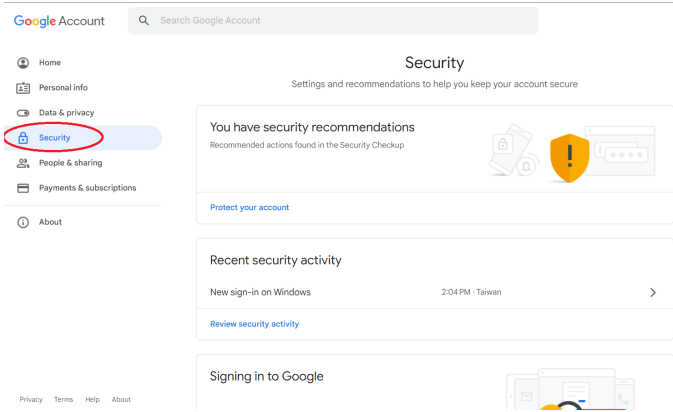 Google Account
Search Google Account
Home
Personal info
Data & privacy
Security
People & sharing
Payments & subscriptions
About
Privacy Terms Help About
Security
Settings and recommendations to help you keep your account secure
You have security recommendations
Recommended actions found in the Security Checkup
Protect your account
Recent security activity
New sign-in on Windows 2:04 PM · Taiwan
Review security activity
Signing in to Google